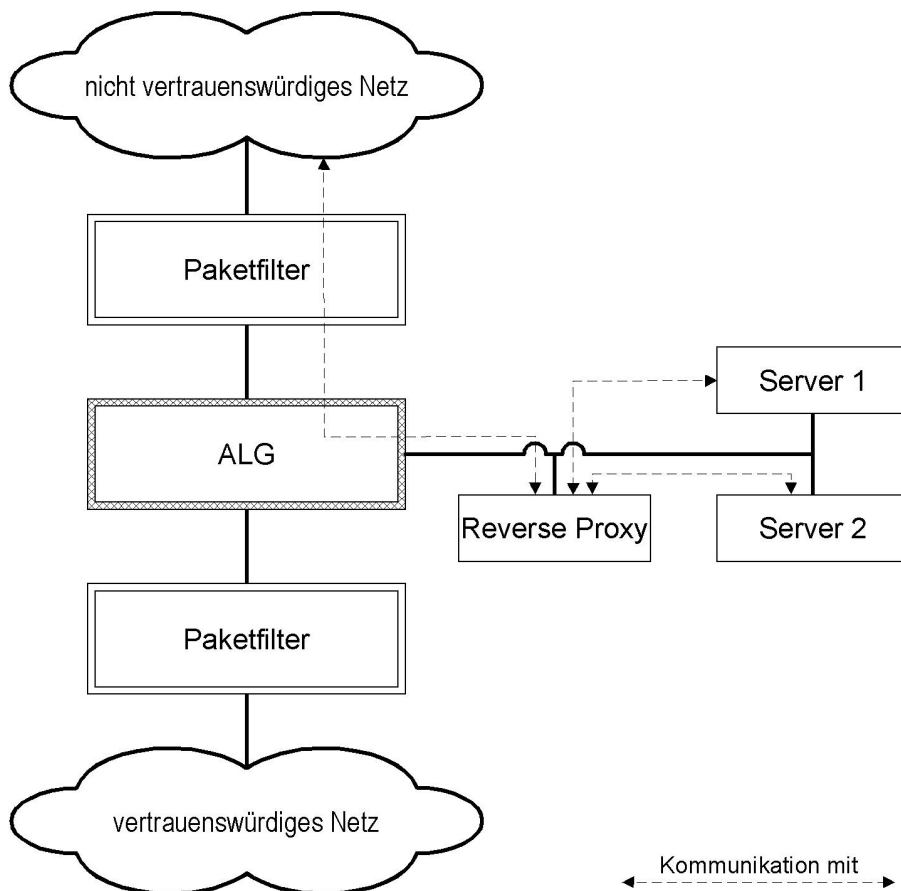 nicht vertrauenswürdiges Netz
Paketfilter
ALG
Server 1
Reverse Proxy
Server 2
Paketfilter
vertrauenswürdiges Netz
Kommunikation mit